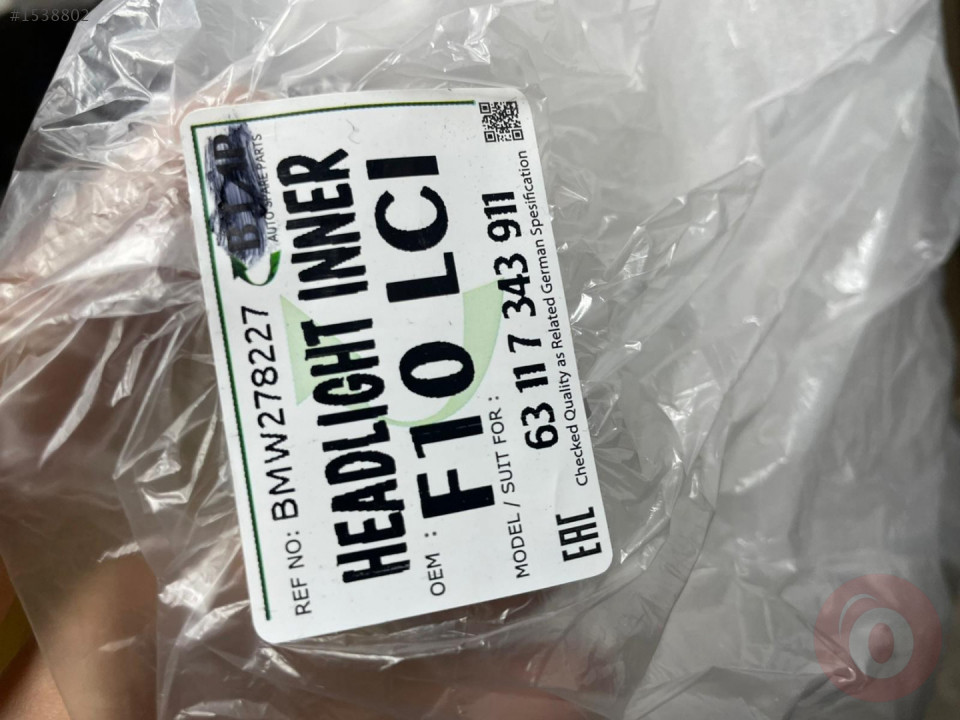 #1538802
AUTO SPARE PARTS
REF NO: BMW278227
HEADLIGHT INNER
OEM : F10 LCI
MODEL / SUIT FOR :
63 11 7 343 911
Checked Quality as Related German Spesification
EAC